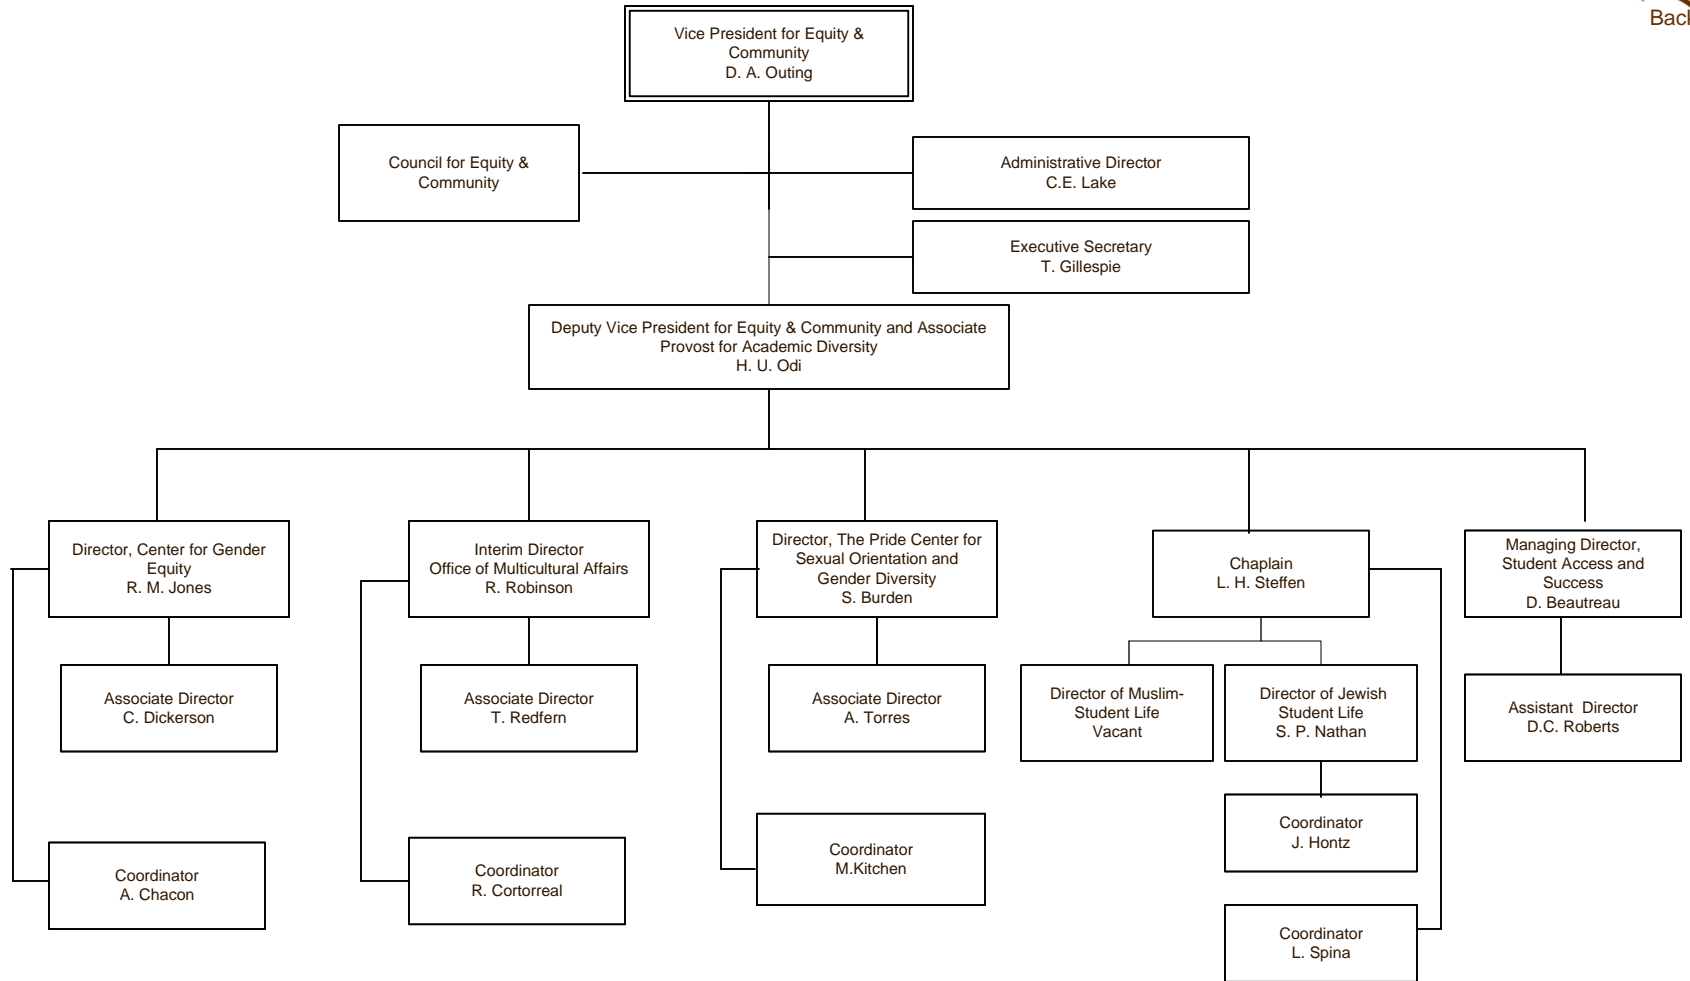 Back
Vice President for Equity &
Community
D. A. Outing
Council for Equity &
Community
Administrative Director
C.E. Lake
Executive Secretary
T. Gillespie
Deputy Vice President for Equity & Community and Associate
Provost for Academic Diversity
H. U. Odi
Director, Center for Gender
Equity
R. M. Jones
Interim Director
Office of Multicultural Affairs
R. Robinson
Director, The Pride Center for
Sexual Orientation and
Gender Diversity
S. Burden
Chaplain
L. H. Steffen
Managing Director,
Student Access and
Success
D. Beautreau
Associate Director
C. Dickerson
Associate Director
T. Redfern
Associate Director
A. Torres
Director of Muslim-
Student Life
Vacant
Director of Jewish
Student Life
S. P. Nathan
Assistant  Director
D.C. Roberts
Coordinator
A. Chacon
Coordinator
R. Cortorreal
Coordinator
M.Kitchen
Coordinator
J. Hontz
Coordinator
L. Spina